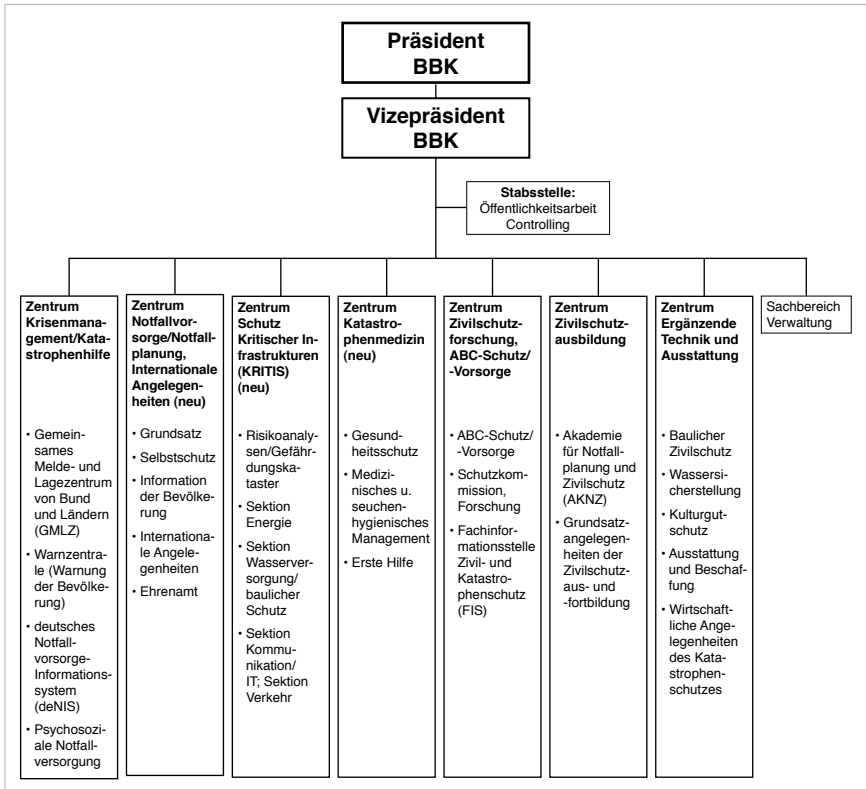 Präsident
BBK
Vizepräsident
BBK
Stabsstelle:
Öffentlichkeitsarbeit
Controlling
Zentrum
Krisenmana-
gement/Kata-
strophenhilfe
• Gemein-
sames
Melde- und
Lagezentrum
von Bund
und Ländern
(GMLZ)
• Warnzentra-
le (Warnung
der Bevölke-
rung)
• deutsches
Notfall-
vorsorge-
Informations-
system
(deNIS)
• Psychosozi-
ale Notfall-
versorgung
Zentrum
Notfallvor-
sorge/Notfall-
planung,
Internationale
Angelegen-
heiten (neu)
• Grundsatz
• Selbstschutz
• Information
der Bevölke-
rung
• Internationa-
le Angele-
genheiten
• Ehrenamt
Zentrum
Schutz
Kritischer In-
frastrukturen
(KRITIS)
(neu)
• Risikoanaly-
sen/Gefähr-
dungska-
taster
• Sektion
Energie
• Sektion
Wasserver-
sorgung/
baulicher
Schutz
• Sektion
Kommu-
nikation/
IT; Sektion
Verkehr
Zentrum
Katastro-
phenmedizin
(neu)
• Gesund-
heitsschutz
• Medizi-
nisches u.
seuchen-
hygienisches
Management
• Erste Hilfe
Zentrum
Zivilschutz-
forschung,
ABC-Schutz/
-Vorsorge
• ABC-Schutz/
-Vorsorge
• Schutzkom-
mission,
Forschung
• Fachinfor-
mationsstelle
Zivil- und
Katastro-
phenschutz
(FIS)
Zentrum
Zivilschutz-
ausbildung
• Akademie
für Notfall-
planung und
Zivilschutz
(AKNZ)
• Grundsatz-
angelegen-
heiten der
Zivilschutz-
aus- und
-fortbildung
Zentrum
Ergänzende
Technik und
Ausstattung
• Baulicher
Zivilschutz
• Wassersi-
cherstellung
• Kulturgut-
schutz
• Ausstattung
und Beschaf-
fung
• Wirtschaft-
liche Ange-
legenheiten
des Kata-
strophen-
schutzes
Sachbereich
Verwaltung